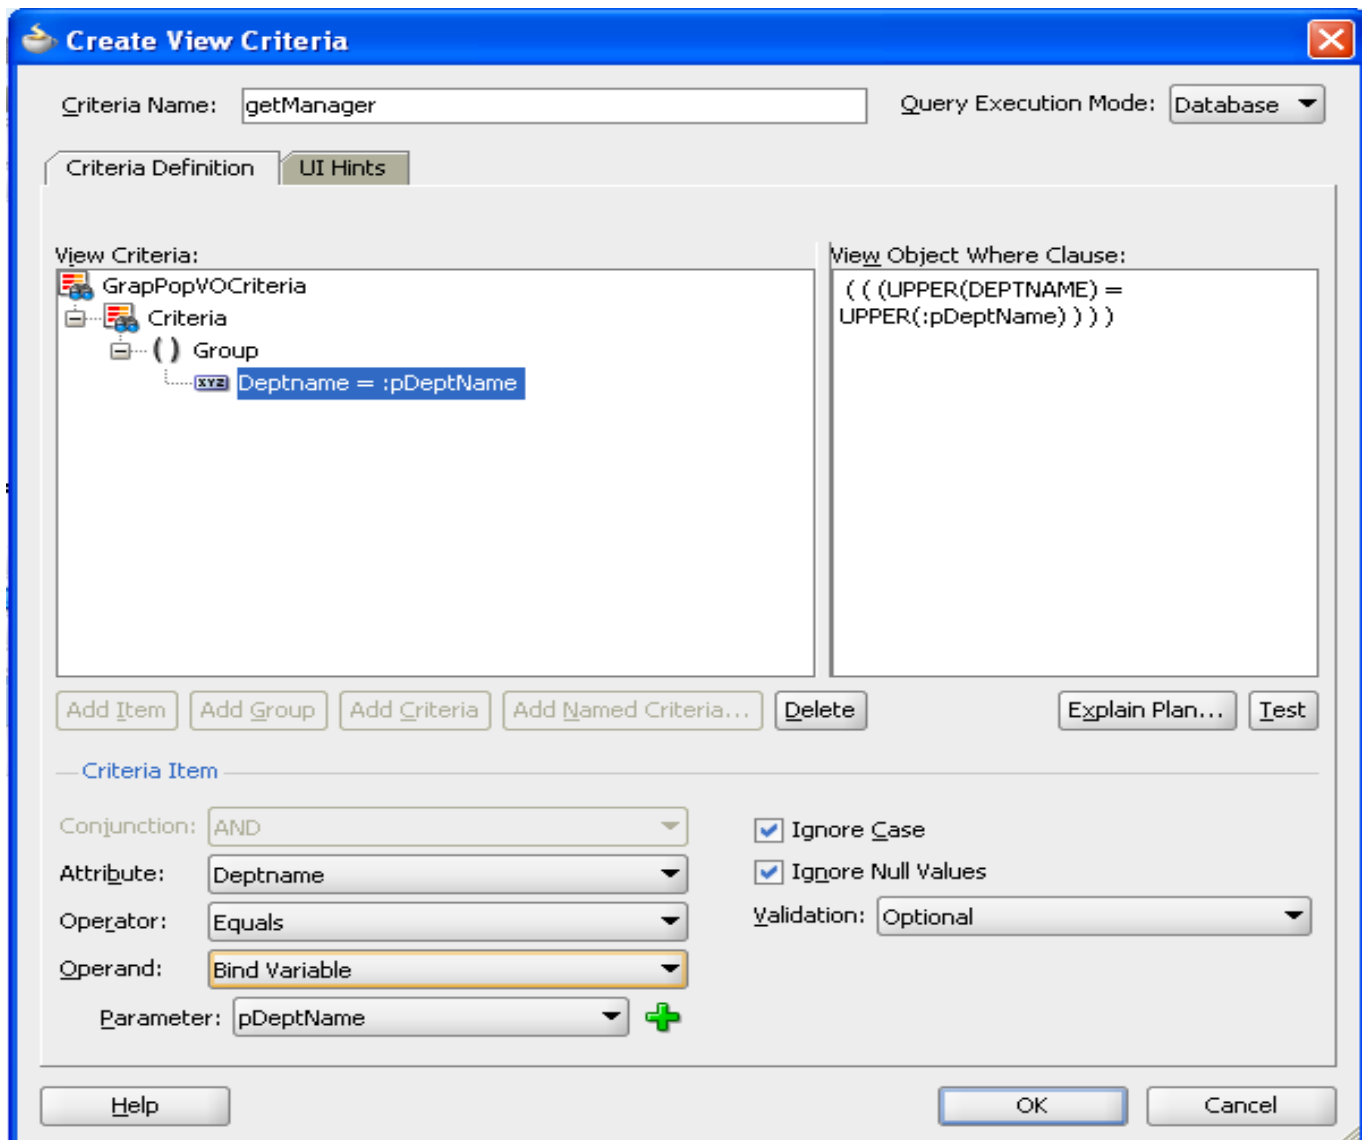 Create View Criteria
Criteria Name: getManager Query Execution Mode: Database
Criteria Definition UI Hints
View Criteria: View Object Where Clause:
GrapPopVOCriteria
Criteria
( ) Group
XYZ Deptname = :pDeptName
( ( (UPPER(DEPTNAME) =
UPPER(:pDeptName) ) ) )
Add Item Add Group Add Criteria Add Named Criteria... Delete Explain Plan... Test
Criteria Item
Conjunction: AND
Ignore Case
Attribute: Deptname
Ignore Null Values
Operator: Equals
Validation: Optional
Operand: Bind Variable
Parameter: pDeptName
Help OK Cancel